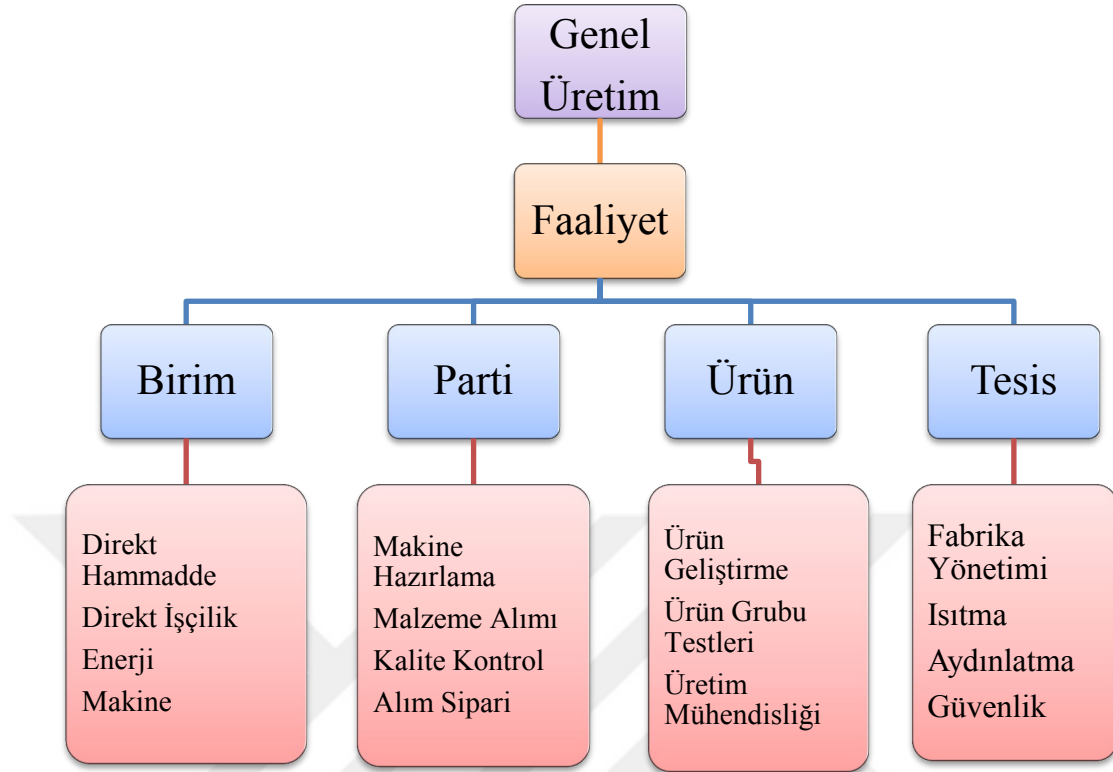 Genel
Üretim
Faaliyet
Birim
Parti
Ürün
Tesis
Direkt
Hammadde
Direkt İşçilik
Enerji
Makine
Makine
Hazırlama
Malzeme Alımı
Kalite Kontrol
Alım Sipari
Ürün
Geliştirme
Ürün Grubu
Testleri
Üretim
Mühendisliği
Fabrika
Yönetimi
Isıtma
Aydınlatma
Güvenlik